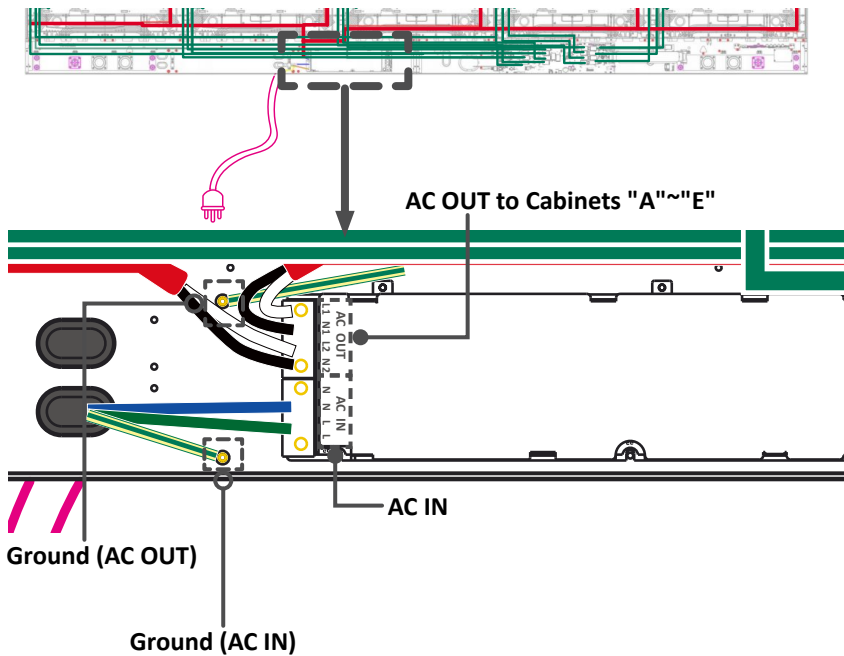 AC OUT to Cabinets "A"~"E"
L1 N1 L2 N2
AC OUT
N N L L
AC IN
AC IN
Ground (AC OUT)
Ground (AC IN)